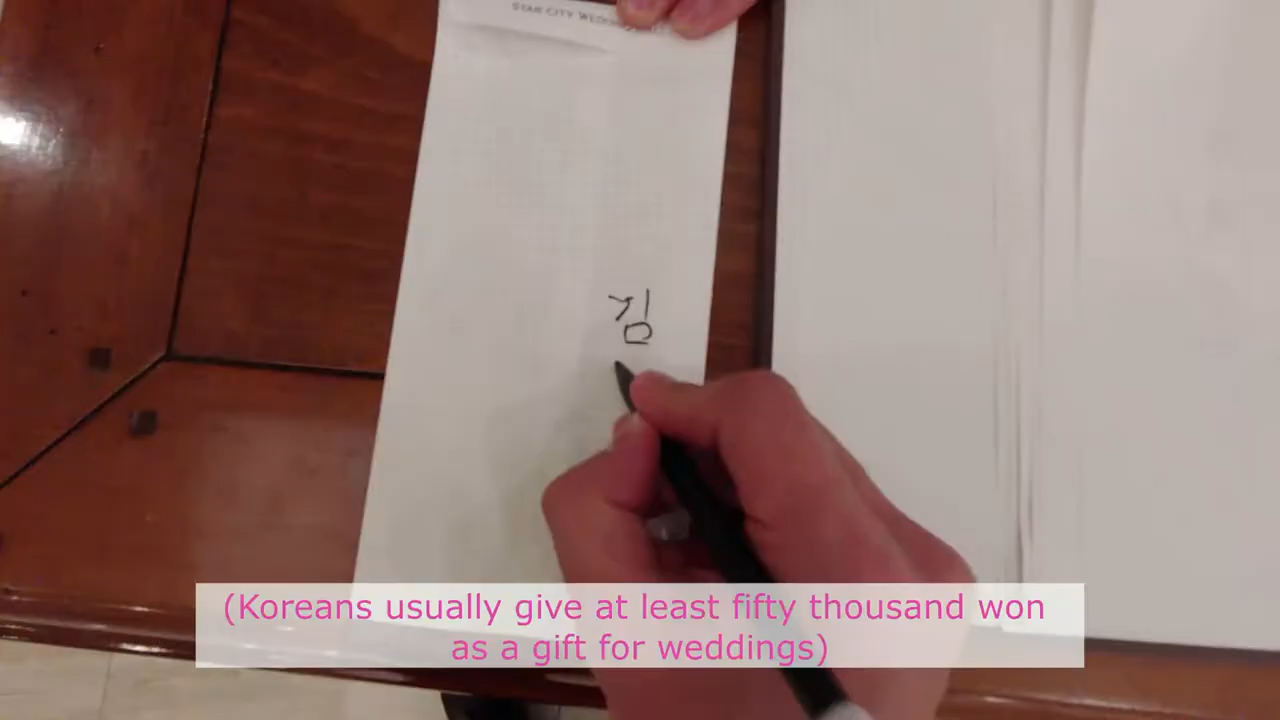 STAR CITY WEDDING
김
(Koreans usually give at least fifty thousand won
as a gift for weddings)